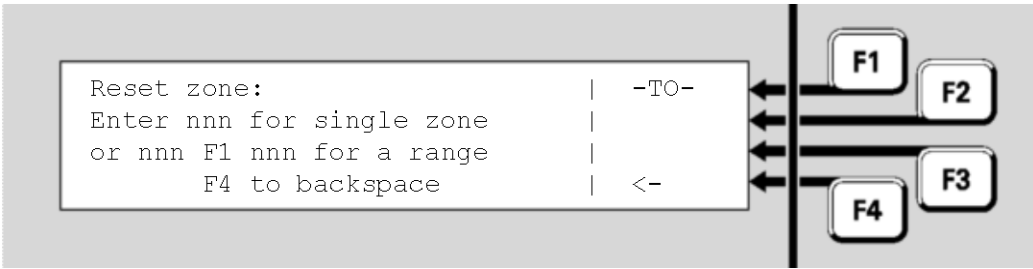 Reset zone: | -TO-
Enter nnn for single zone |
or nnn F1 nnn for a range |
F4 to backspace | <-
F1
F2
F3
F4